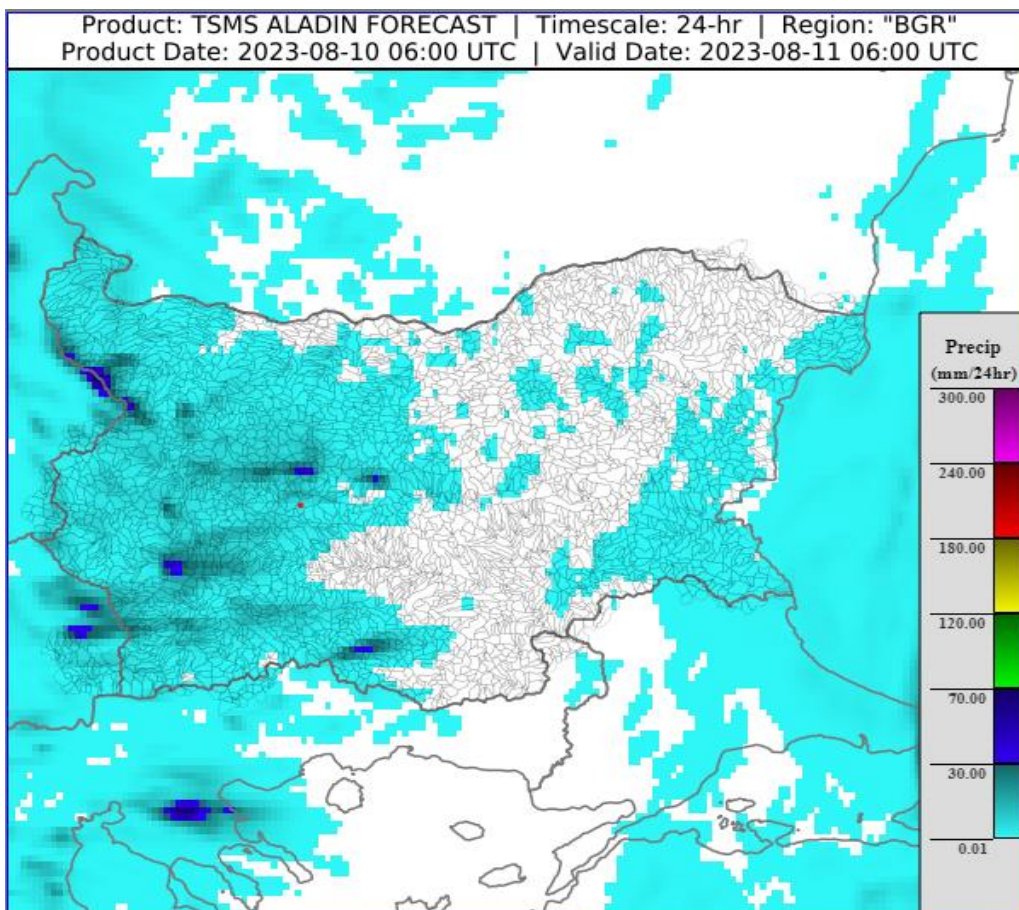 Product: TSMS ALADIN FORECAST | Timescale: 24-hr | Region: "BGR"
Product Date: 2023-08-10 06:00 UTC | Valid Date: 2023-08-11 06:00 UTC
Precip
(mm/24hr)
300.00
240.00
180.00
120.00
70.00
30.00
0.01